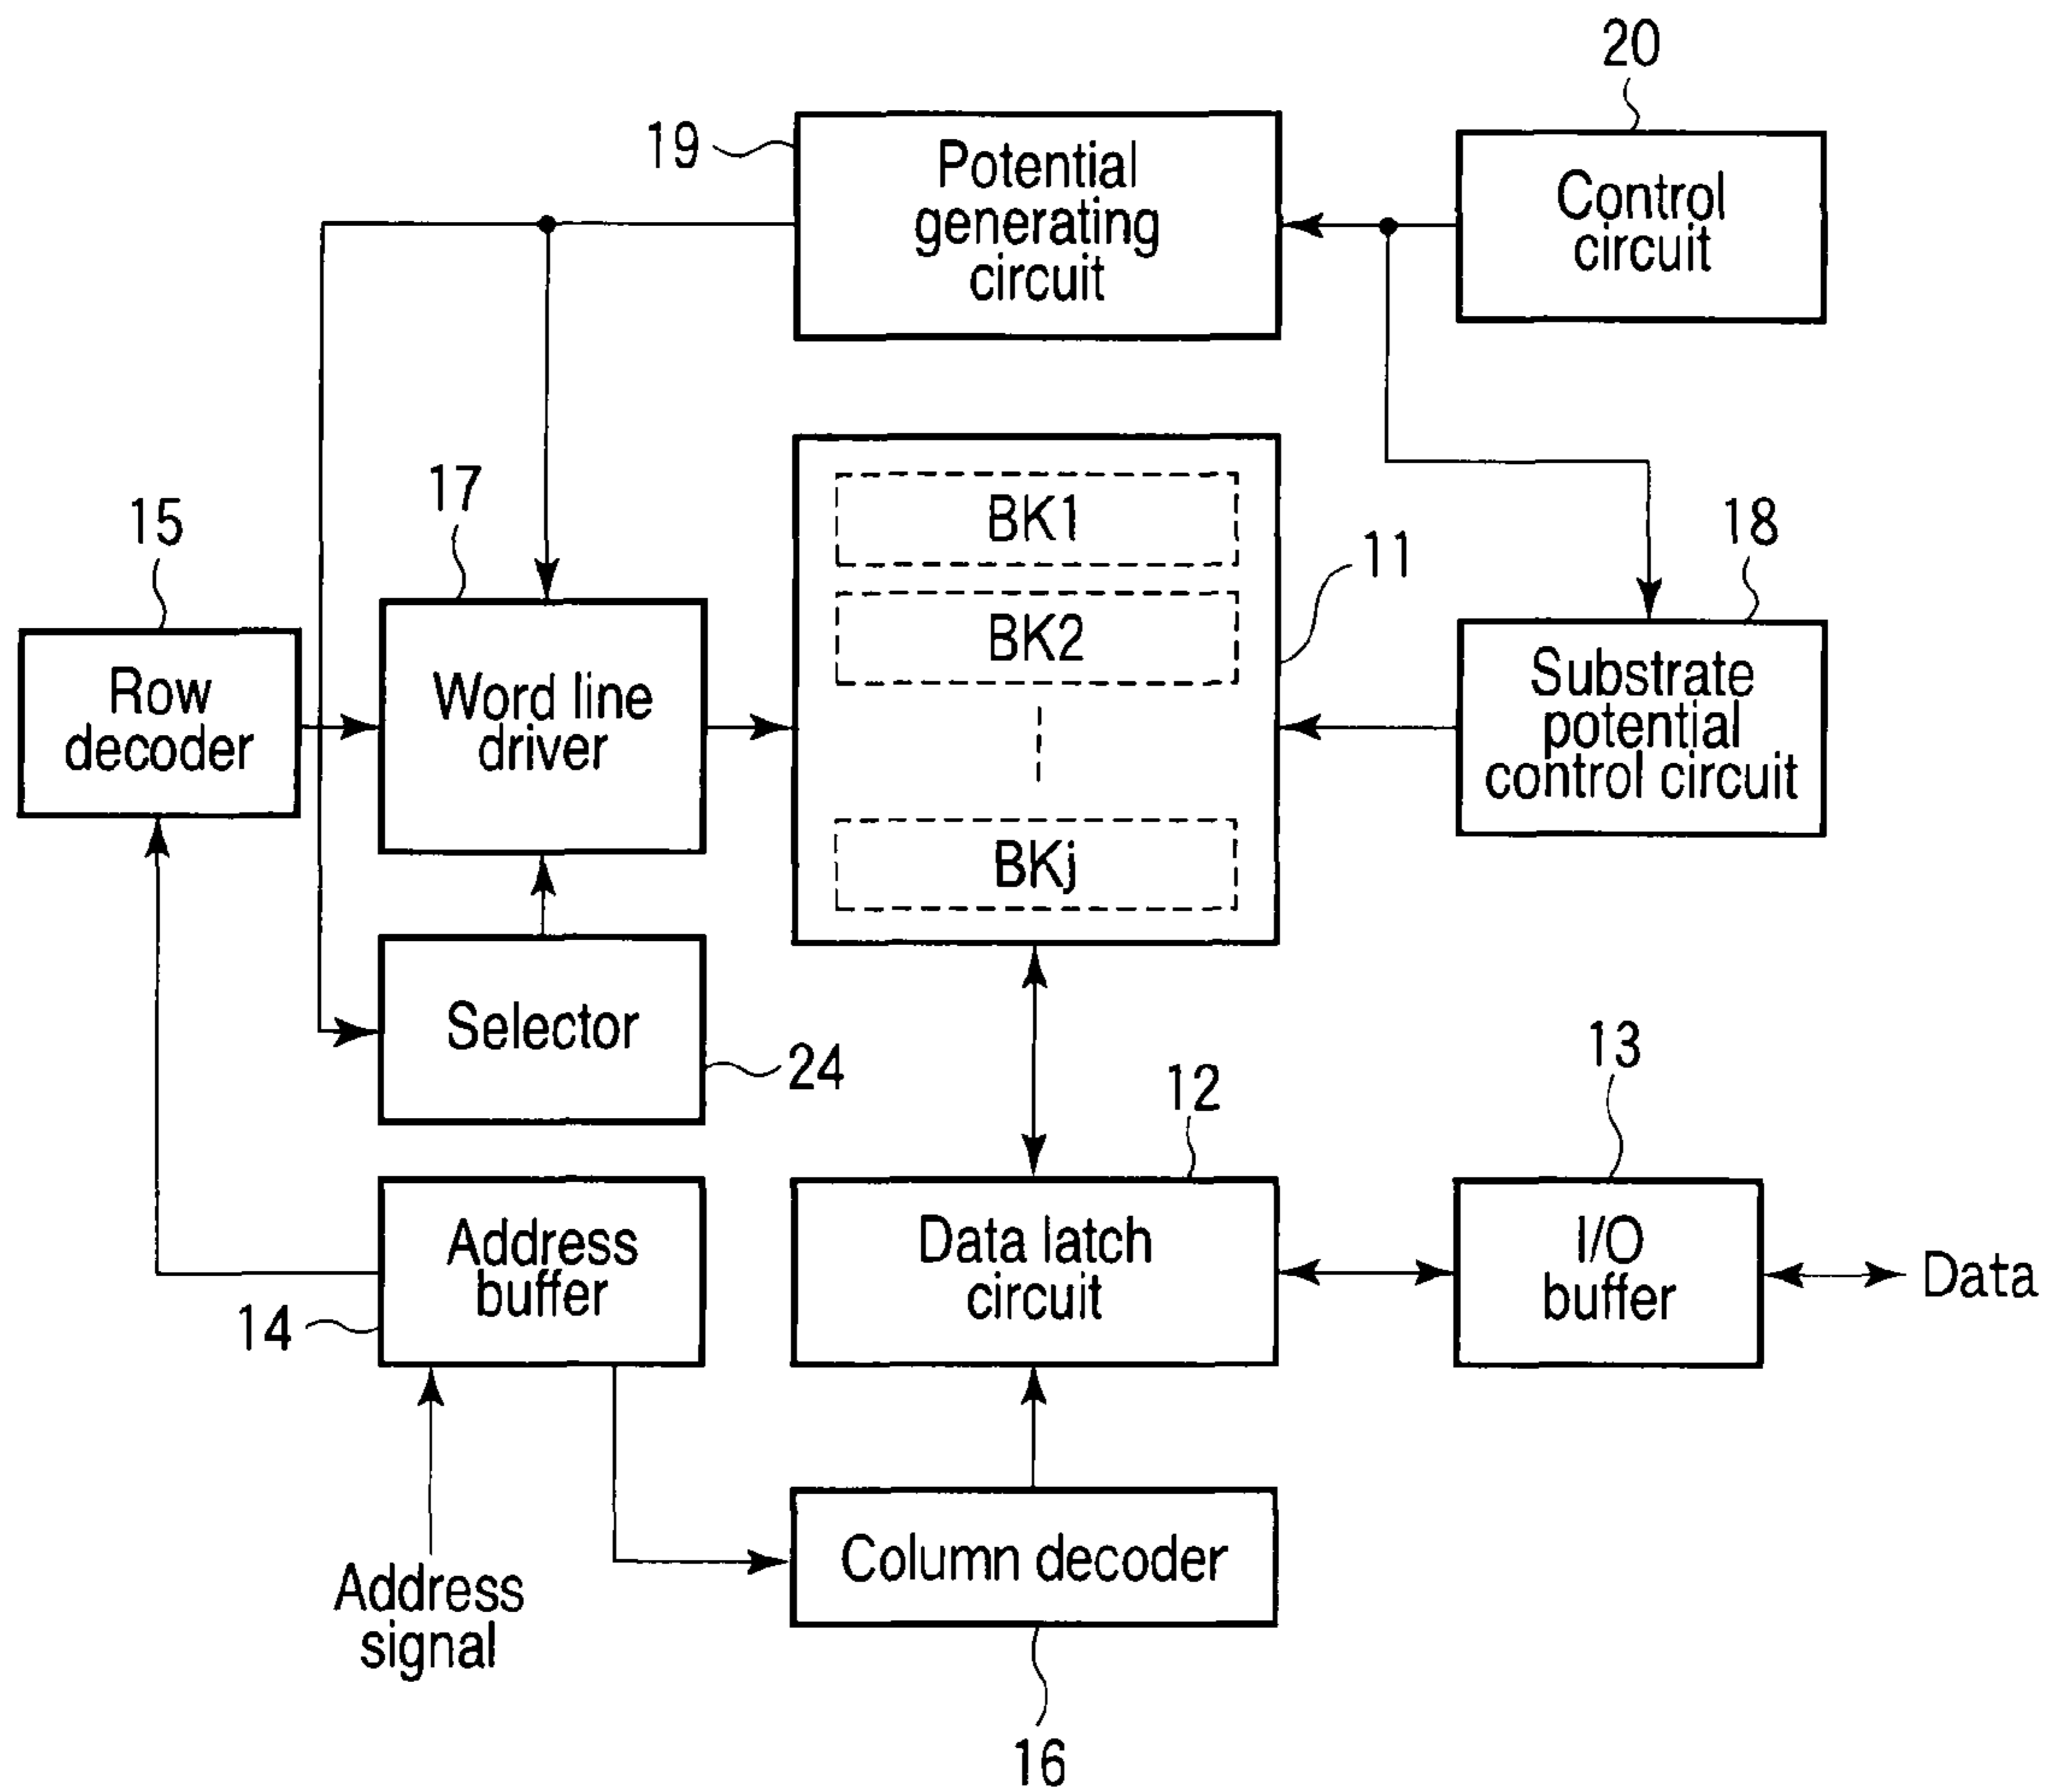 20
19
Potential
generating
circuit
Control
circuit
17
15
BK1
11
18
BK2
Row
decoder
Word line
driver
Substrate
potential
control circuit
BKj
Selector
24
13
12
Address
buffer
14
Data latch
circuit
I/O
buffer
Data
Column decoder
Address
signal
16